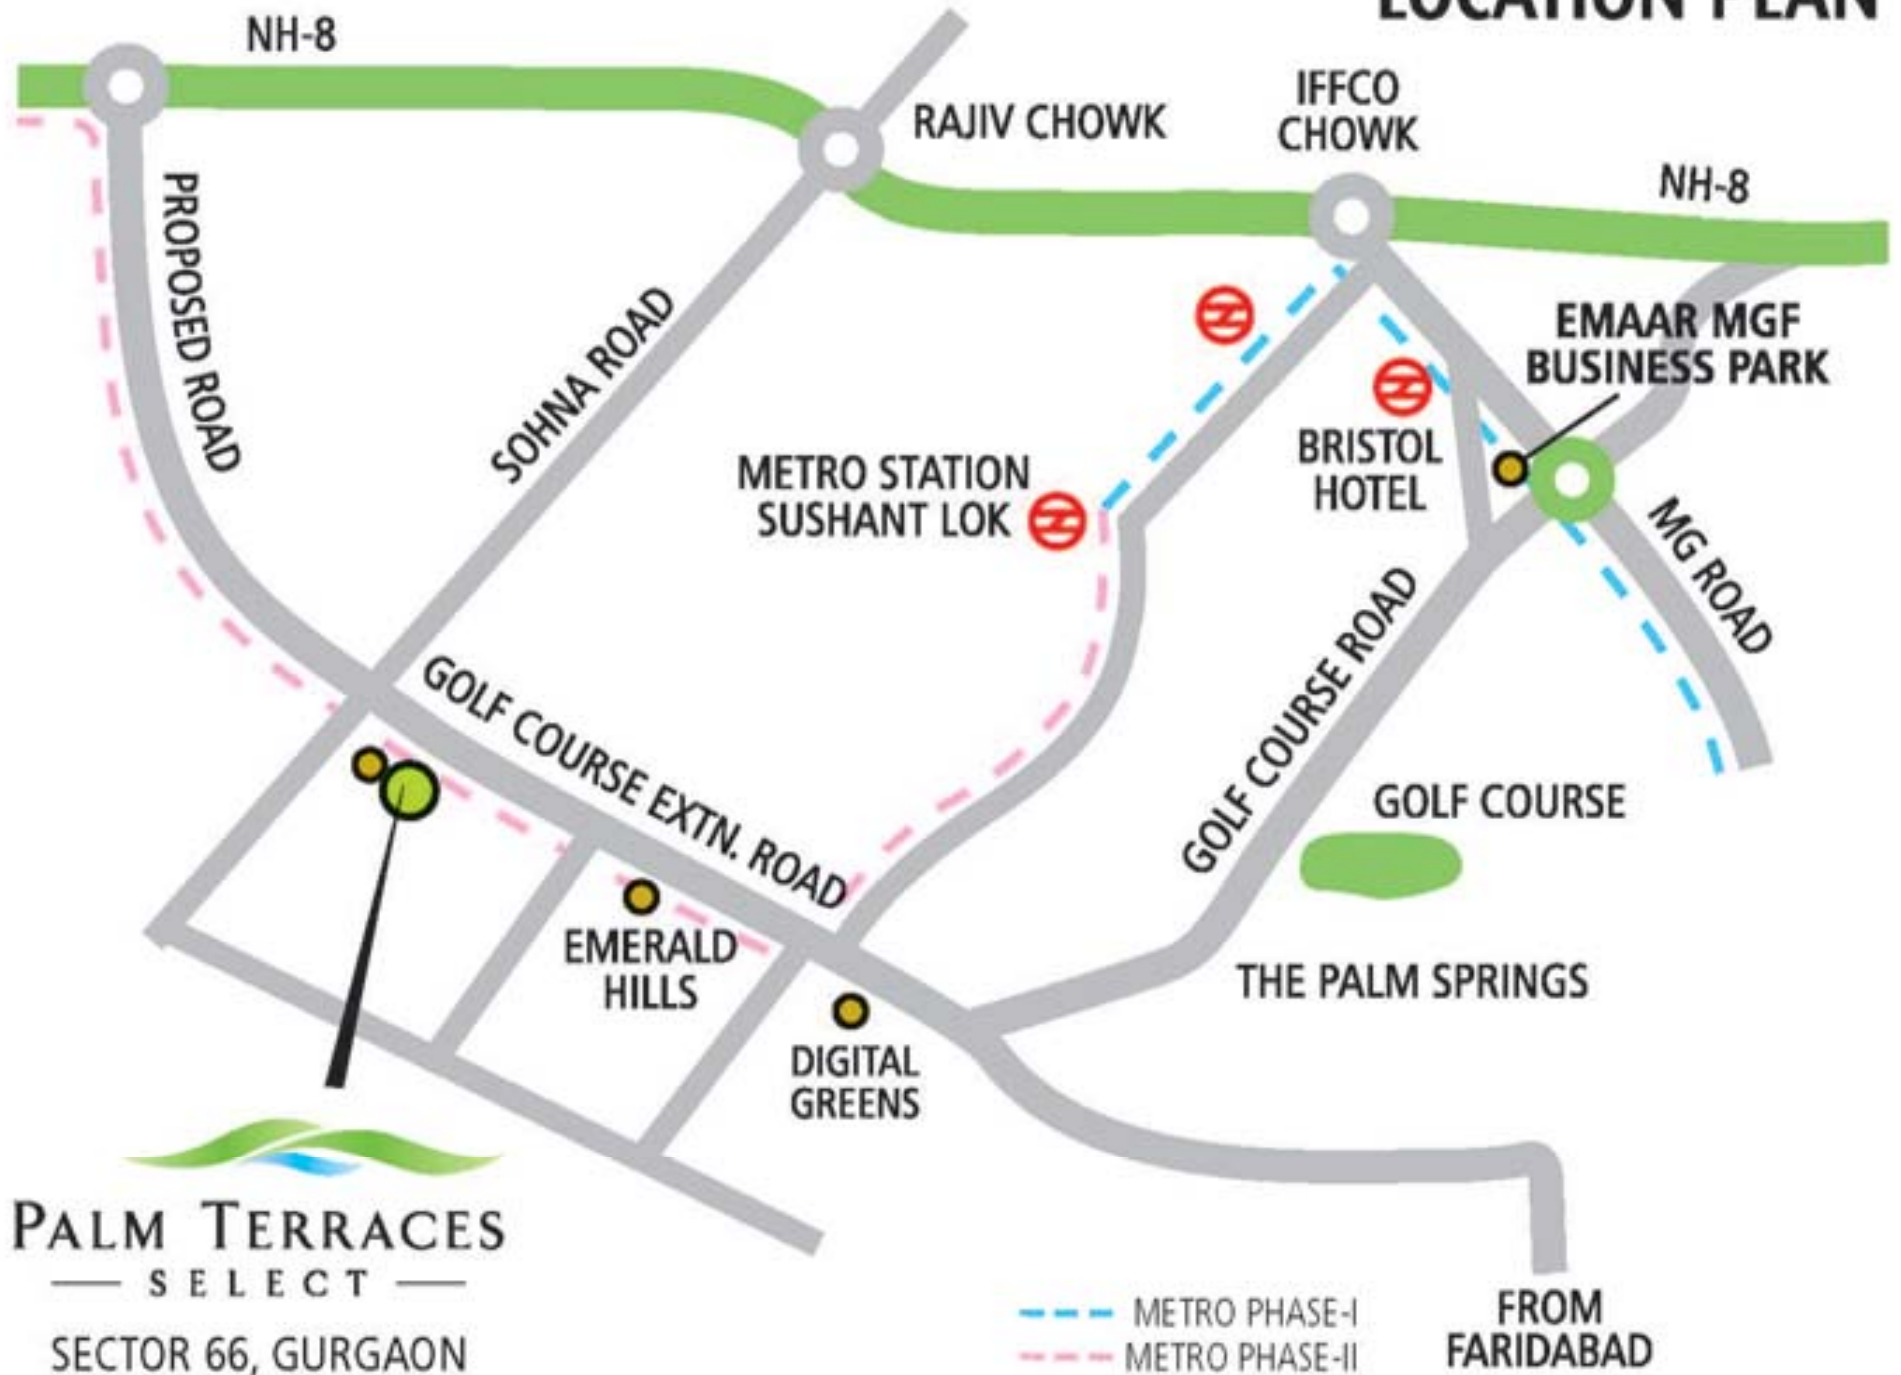 LOCATION PLAN
NH-8
RAJIV CHOWK
IFFCO
CHOWK
NH-8
PROPOSED ROAD
SOHNA ROAD
EMAAR MGF
BUSINESS PARK
METRO STATION
SUSHANT LOK
BRISTOL
HOTEL
MG ROAD
GOLF COURSE EXTN. ROAD
GOLF COURSE ROAD
GOLF COURSE
EMERALD
HILLS
THE PALM SPRINGS
DIGITAL
GREENS
PALM TERRACES
SELECT
SECTOR 66, GURGAON
METRO PHASE-I
METRO PHASE-II
FROM
FARIDABAD